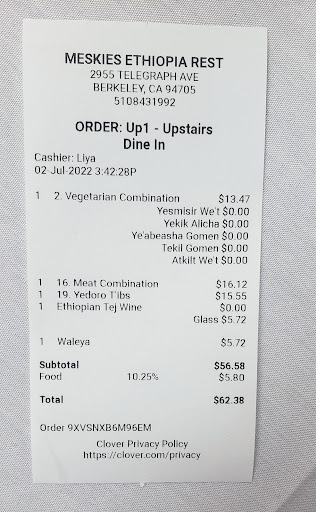 MESKIES ETHIOPIA REST
2955 TELEGRAPH AVE
BERKELEY, CA 94705
5108431992
ORDER: Up1 - Upstairs
Dine In
Cashier: Liya
02-Jul-2022 3:42:28P
1 2. Vegetarian Combination $13.47
Yesmisir We't $0.00
Yekik Alicha $0.00
Ye'abeasha Gomen $0.00
Tekil Gomen $0.00
Atkilt We't $0.00
1 16. Meat Combination $16.12
1 19. Yedoro T'ibs $15.55
1 Ethiopian Tej Wine $0.00
Glass $5.72
1 Waleya $5.72
Subtotal $56.58
Food 10.25% $5.80
Total $62.38
Order 9XVSNXB6M96EM
Clover Privacy Policy
https://clover.com/privacy